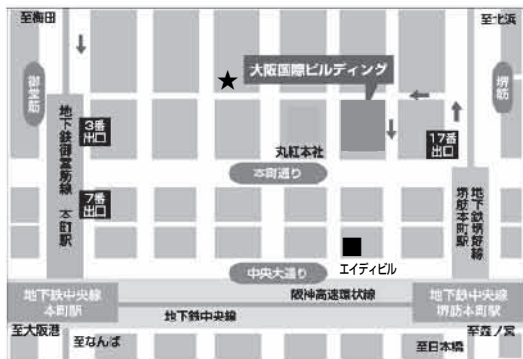 至梅田
至北浜
御堂筋
堺筋
大阪国際ビルディング
地下鉄御堂筋線 本町駅
3番
出口
丸紅本社
17番
出口
本町通り
7番
出口
地下鉄堺筋線
堺筋本町駅
エイディビル
中央大通り
地下鉄中央線
本町駅
阪神高速環状線
地下鉄中央線
堺筋本町駅
地下鉄中央線
至大阪港
至なんば
至森ノ宮
至日本橋